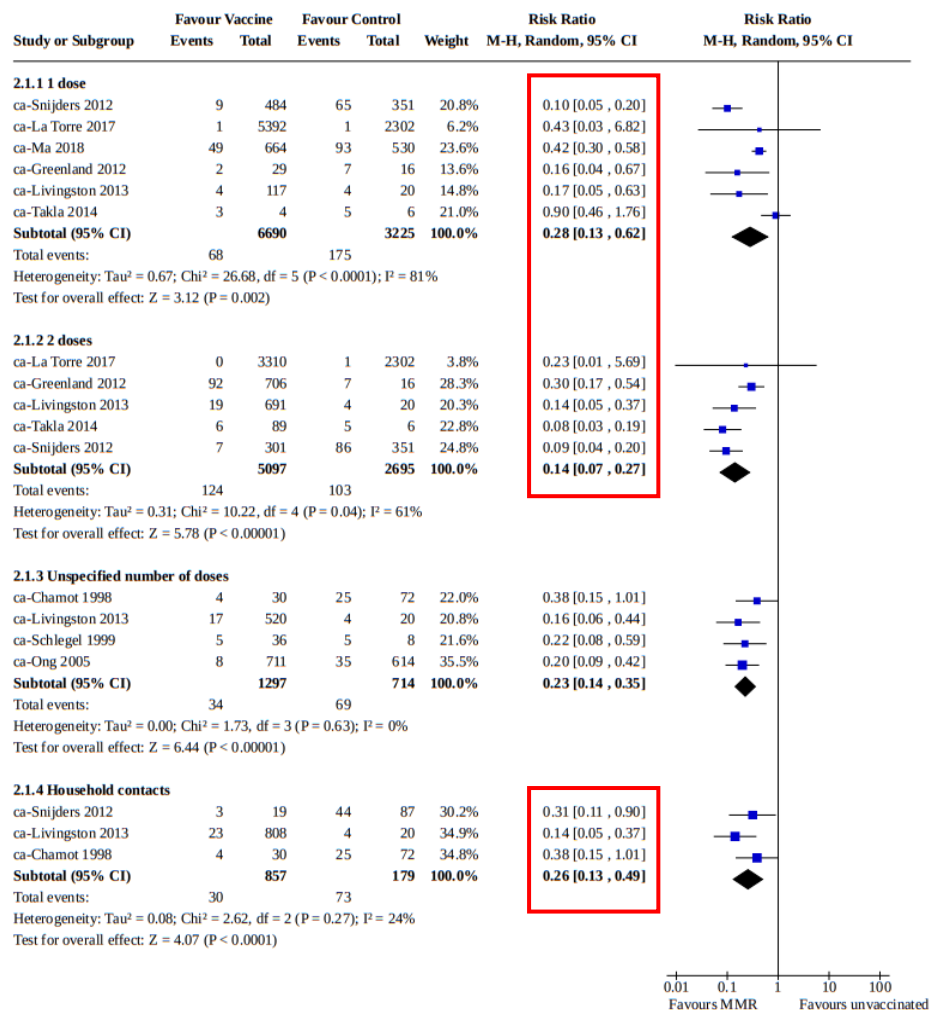 Favour Vaccine Favour Control Risk Ratio Risk Ratio
Study or Subgroup Events Total Events Total Weight M-H, Random, 95% CI M-H, Random, 95% CI
2.1.1 1 dose
ca-Snijders 2012 9 484 65 351 20.8% 0.10 [0.05 , 0.20]
ca-La Torre 2017 1 5392 1 2302 6.2% 0.43 [0.03 , 6.82]
ca-Ma 2018 49 664 93 530 23.6% 0.42 [0.30 , 0.58]
ca-Greenland 2012 2 29 7 16 13.6% 0.16 [0.04 , 0.67]
ca-Livingston 2013 4 117 4 20 14.8% 0.17 [0.05 , 0.63]
ca-Takla 2014 3 4 5 6 21.0% 0.90 [0.46 , 1.76]
Subtotal (95% CI) 6690 3225 100.0% 0.28 [0.13 , 0.62]
Total events: 68 175
Heterogeneity: Tau² = 0.67; Chi² = 26.68, df = 5 (P < 0.0001); I² = 81%
Test for overall effect: Z = 3.12 (P = 0.002)
2.1.2 2 doses
ca-La Torre 2017 0 3310 1 2302 3.8% 0.23 [0.01 , 5.69]
ca-Greenland 2012 92 706 7 16 28.3% 0.30 [0.17 , 0.54]
ca-Livingston 2013 19 691 4 20 20.3% 0.14 [0.05 , 0.37]
ca-Takla 2014 6 89 5 6 22.8% 0.08 [0.03 , 0.19]
ca-Snijders 2012 7 301 86 351 24.8% 0.09 [0.04 , 0.20]
Subtotal (95% CI) 5097 2695 100.0% 0.14 [0.07 , 0.27]
Total events: 124 103
Heterogeneity: Tau² = 0.31; Chi² = 10.22, df = 4 (P = 0.04); I² = 61%
Test for overall effect: Z = 5.78 (P < 0.00001)
2.1.3 Unspecified number of doses
ca-Chamot 1998 4 30 25 72 22.0% 0.38 [0.15 , 1.01]
ca-Livingston 2013 17 520 4 20 20.8% 0.16 [0.06 , 0.44]
ca-Schlegel 1999 5 36 5 8 21.6% 0.22 [0.08 , 0.59]
ca-Ong 2005 8 711 35 614 35.5% 0.20 [0.09 , 0.42]
Subtotal (95% CI) 1297 714 100.0% 0.23 [0.14 , 0.35]
Total events: 34 69
Heterogeneity: Tau² = 0.00; Chi² = 1.73, df = 3 (P = 0.63); I² = 0%
Test for overall effect: Z = 6.44 (P < 0.00001)
2.1.4 Household contacts
ca-Snijders 2012 3 19 44 87 30.2% 0.31 [0.11 , 0.90]
ca-Livingston 2013 23 808 4 20 34.9% 0.14 [0.05 , 0.37]
ca-Chamot 1998 4 30 25 72 34.8% 0.38 [0.15 , 1.01]
Subtotal (95% CI) 857 179 100.0% 0.26 [0.13 , 0.49]
Total events: 30 73
Heterogeneity: Tau² = 0.08; Chi² = 2.62, df = 2 (P = 0.27); I² = 24%
Test for overall effect: Z = 4.07 (P < 0.0001)
0.01 0.1 1 10 100
Favours MMR Favours unvaccinated